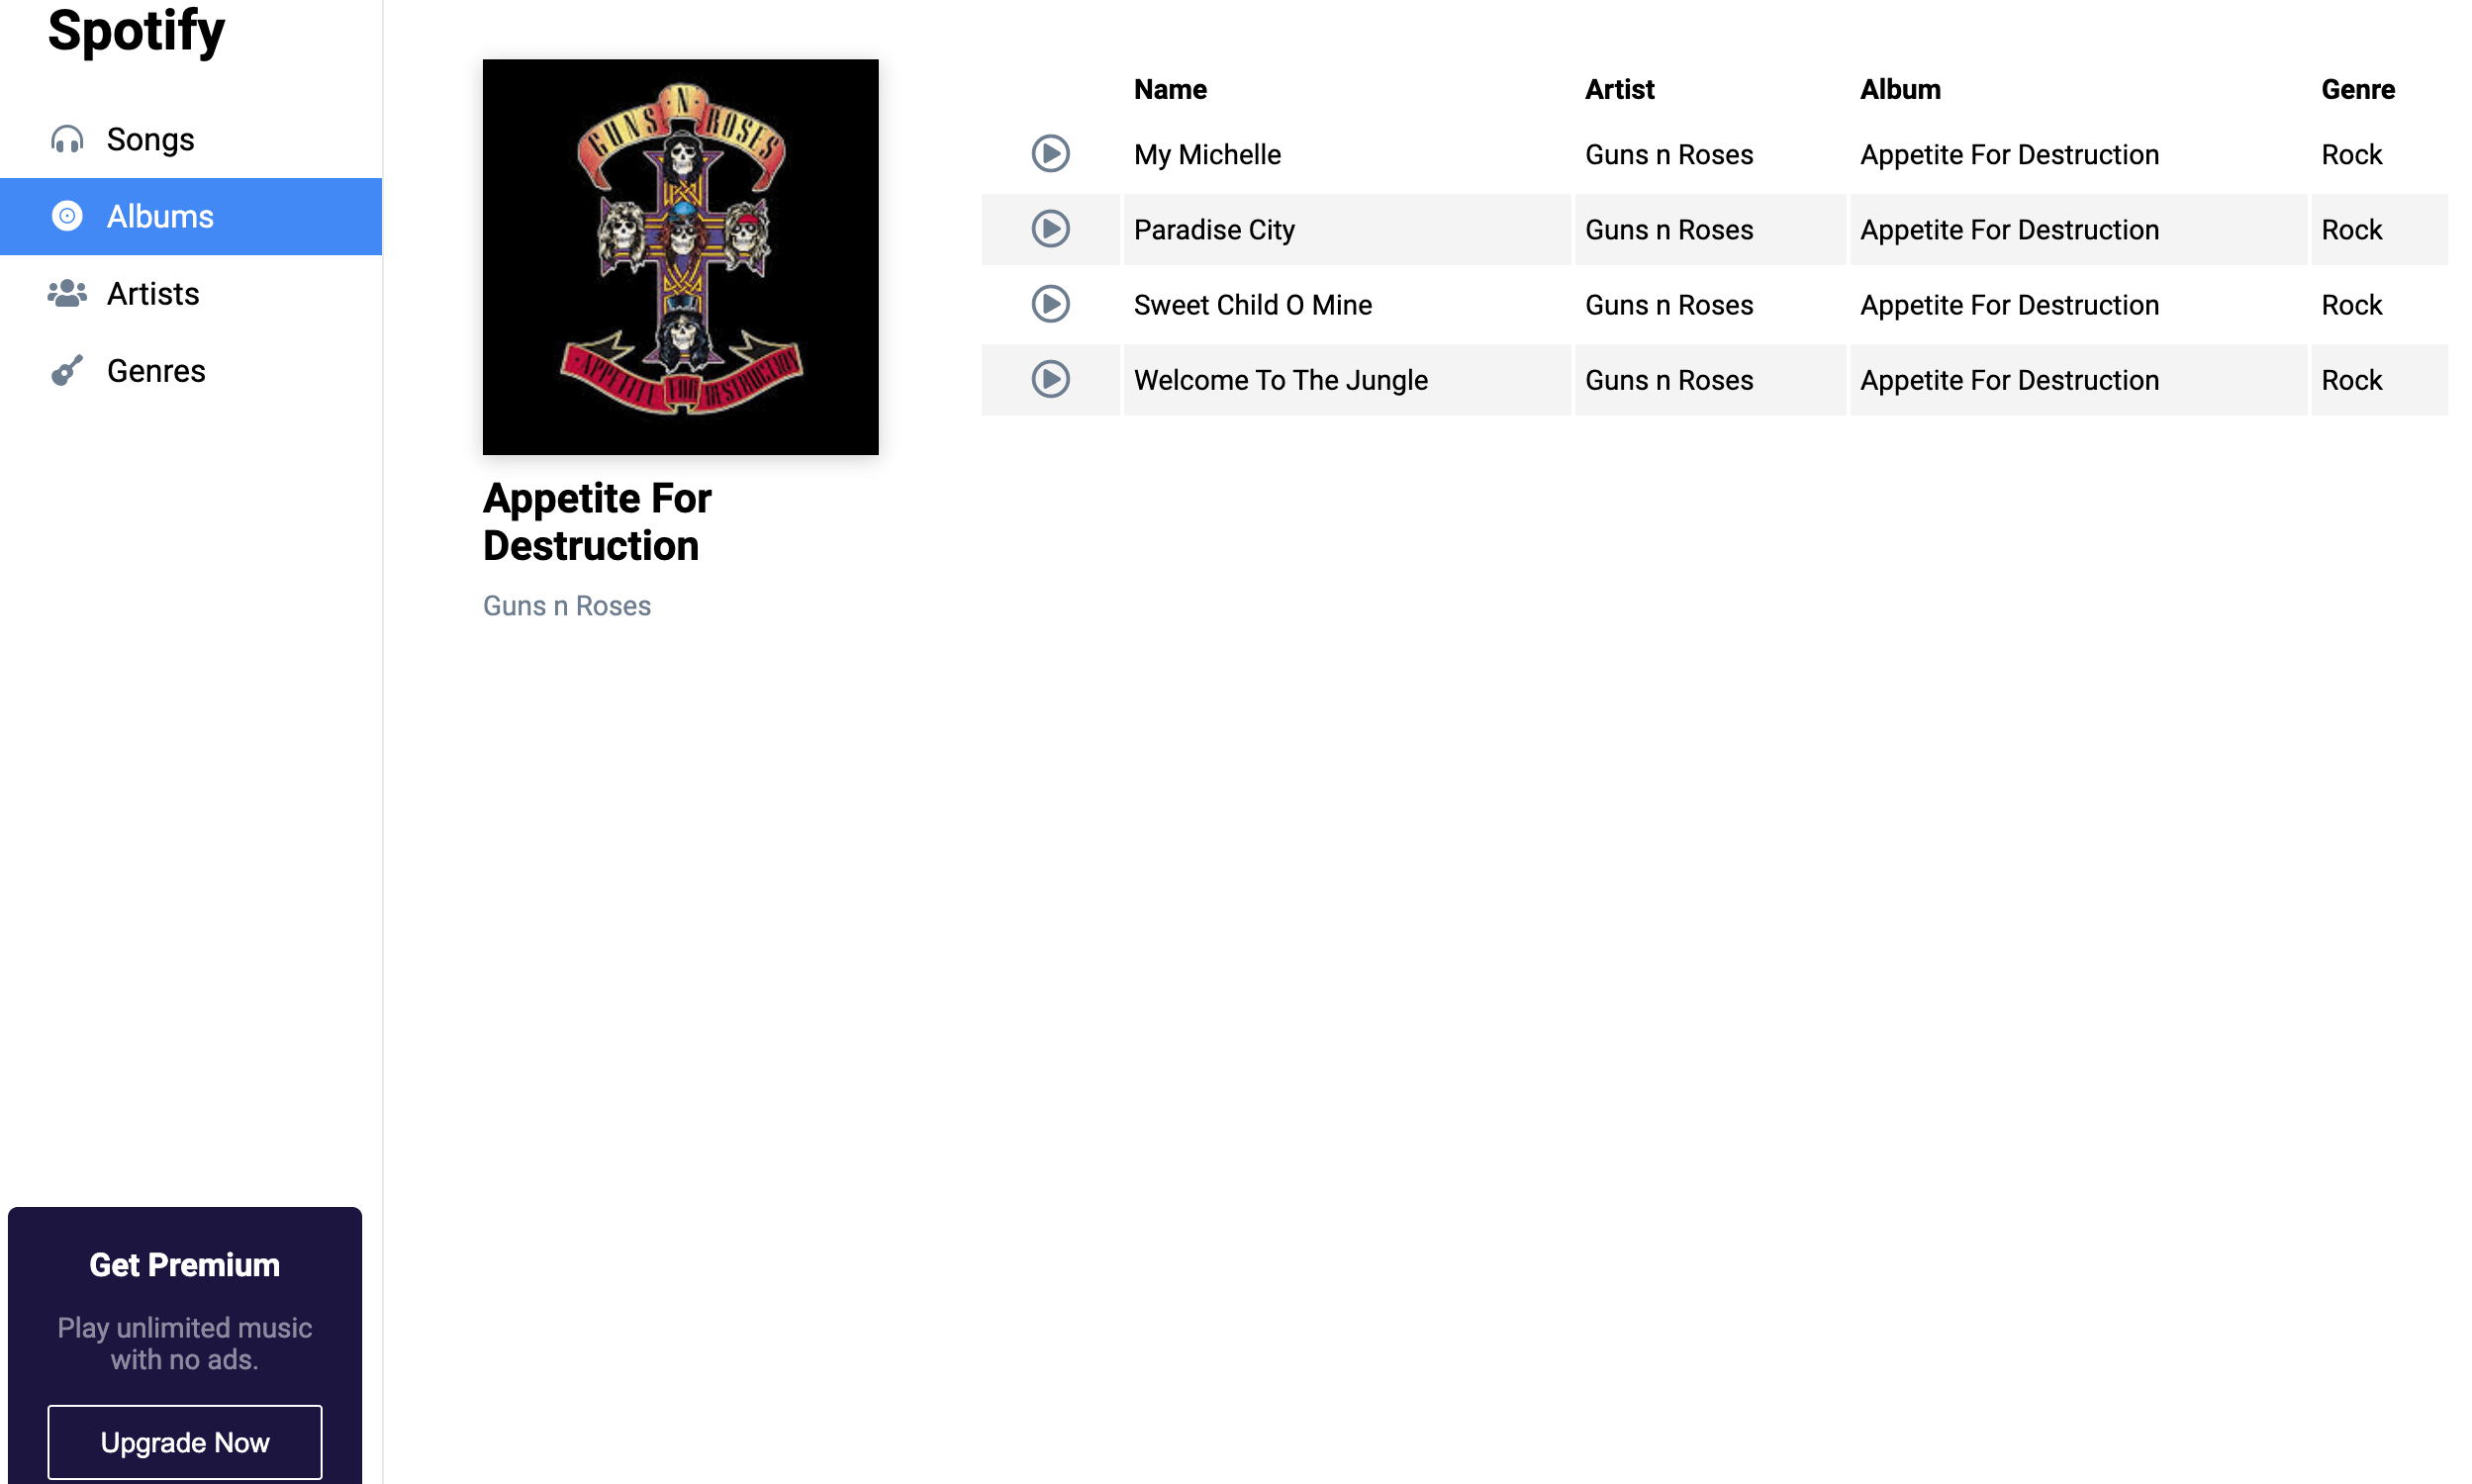 Spotify
Songs
Albums
Artists
Genres
GUNS N' ROSES
APPETITE FOR DESTRUCTION
Appetite For
Destruction
Guns n Roses
Name Artist Album Genre
My Michelle Guns n Roses Appetite For Destruction Rock
Paradise City Guns n Roses Appetite For Destruction Rock
Sweet Child O Mine Guns n Roses Appetite For Destruction Rock
Welcome To The Jungle Guns n Roses Appetite For Destruction Rock
Get Premium
Play unlimited music
with no ads.
Upgrade Now